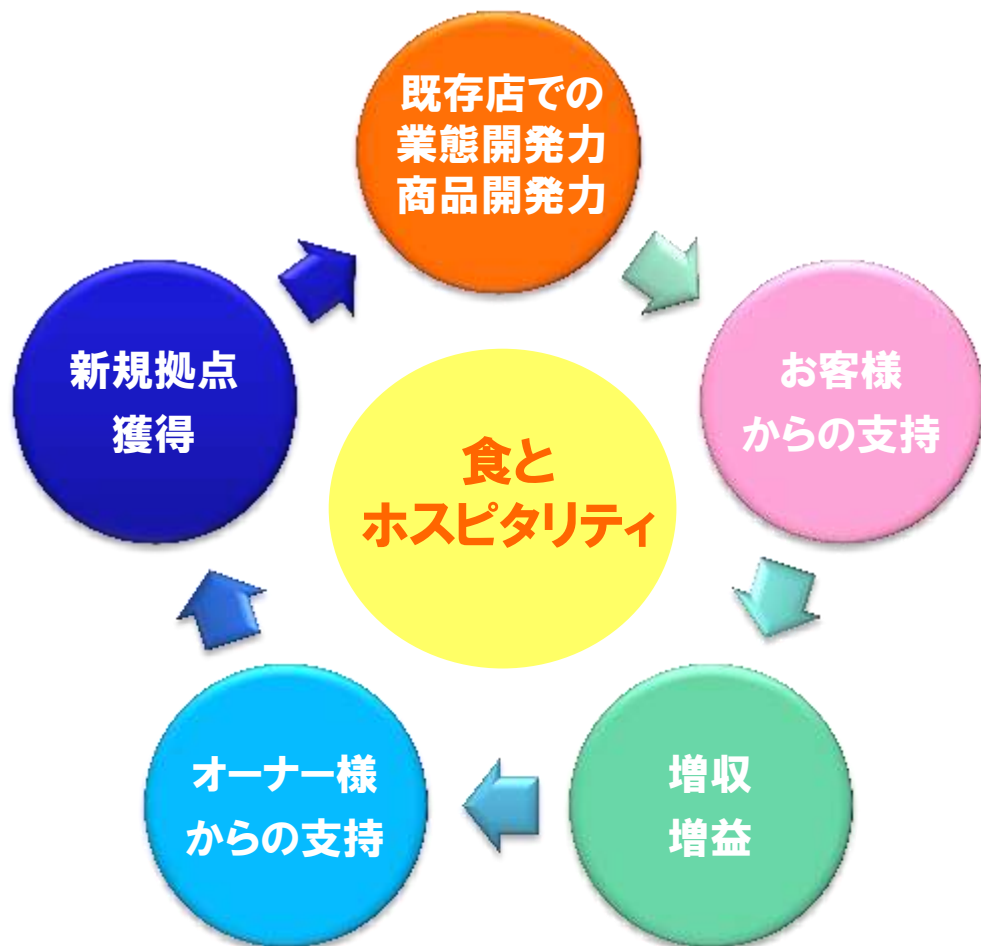 既存店での
業態開発力
商品開発力
お客様
からの支持
増収
増益
オーナー様
からの支持
新規拠点
獲得
食と
ホスピタリティ